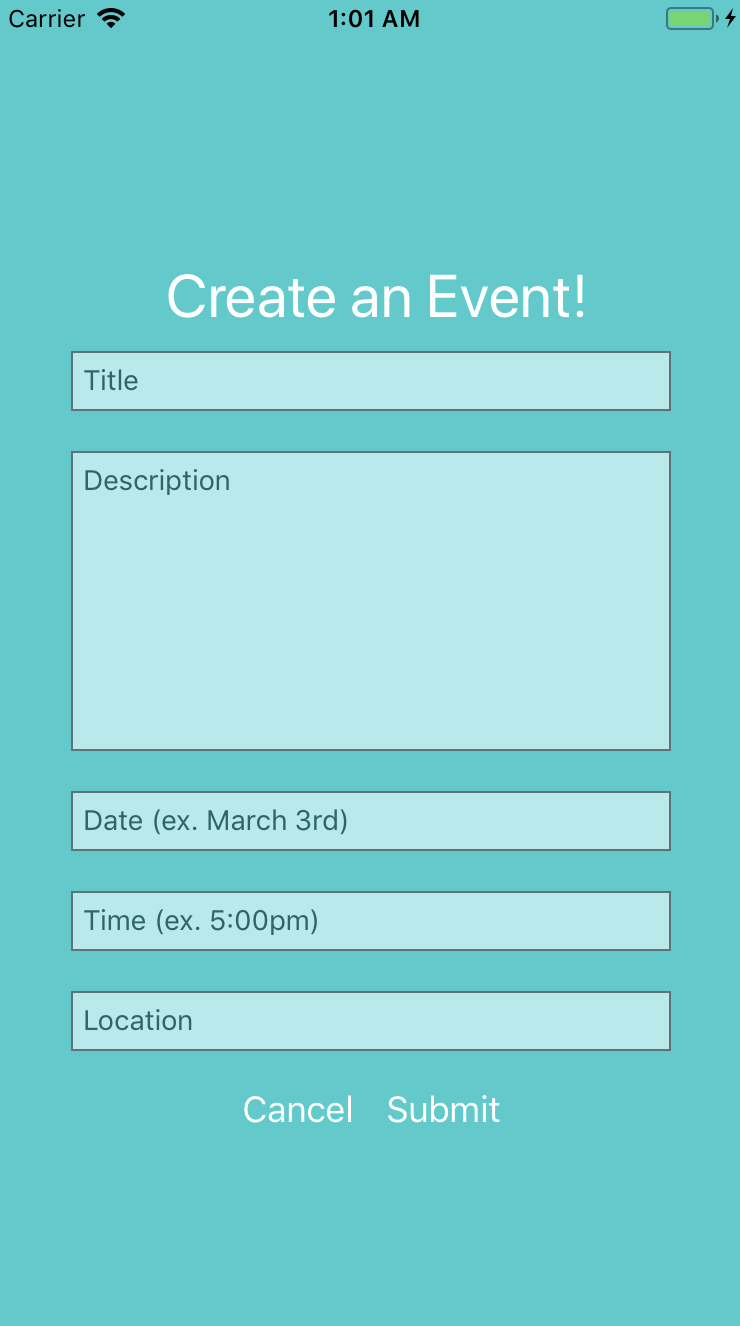 Carrier 1:01 AM
Create an Event!
Title
Description
Date (ex. March 3rd)
Time (ex. 5:00pm)
Location
Cancel Submit